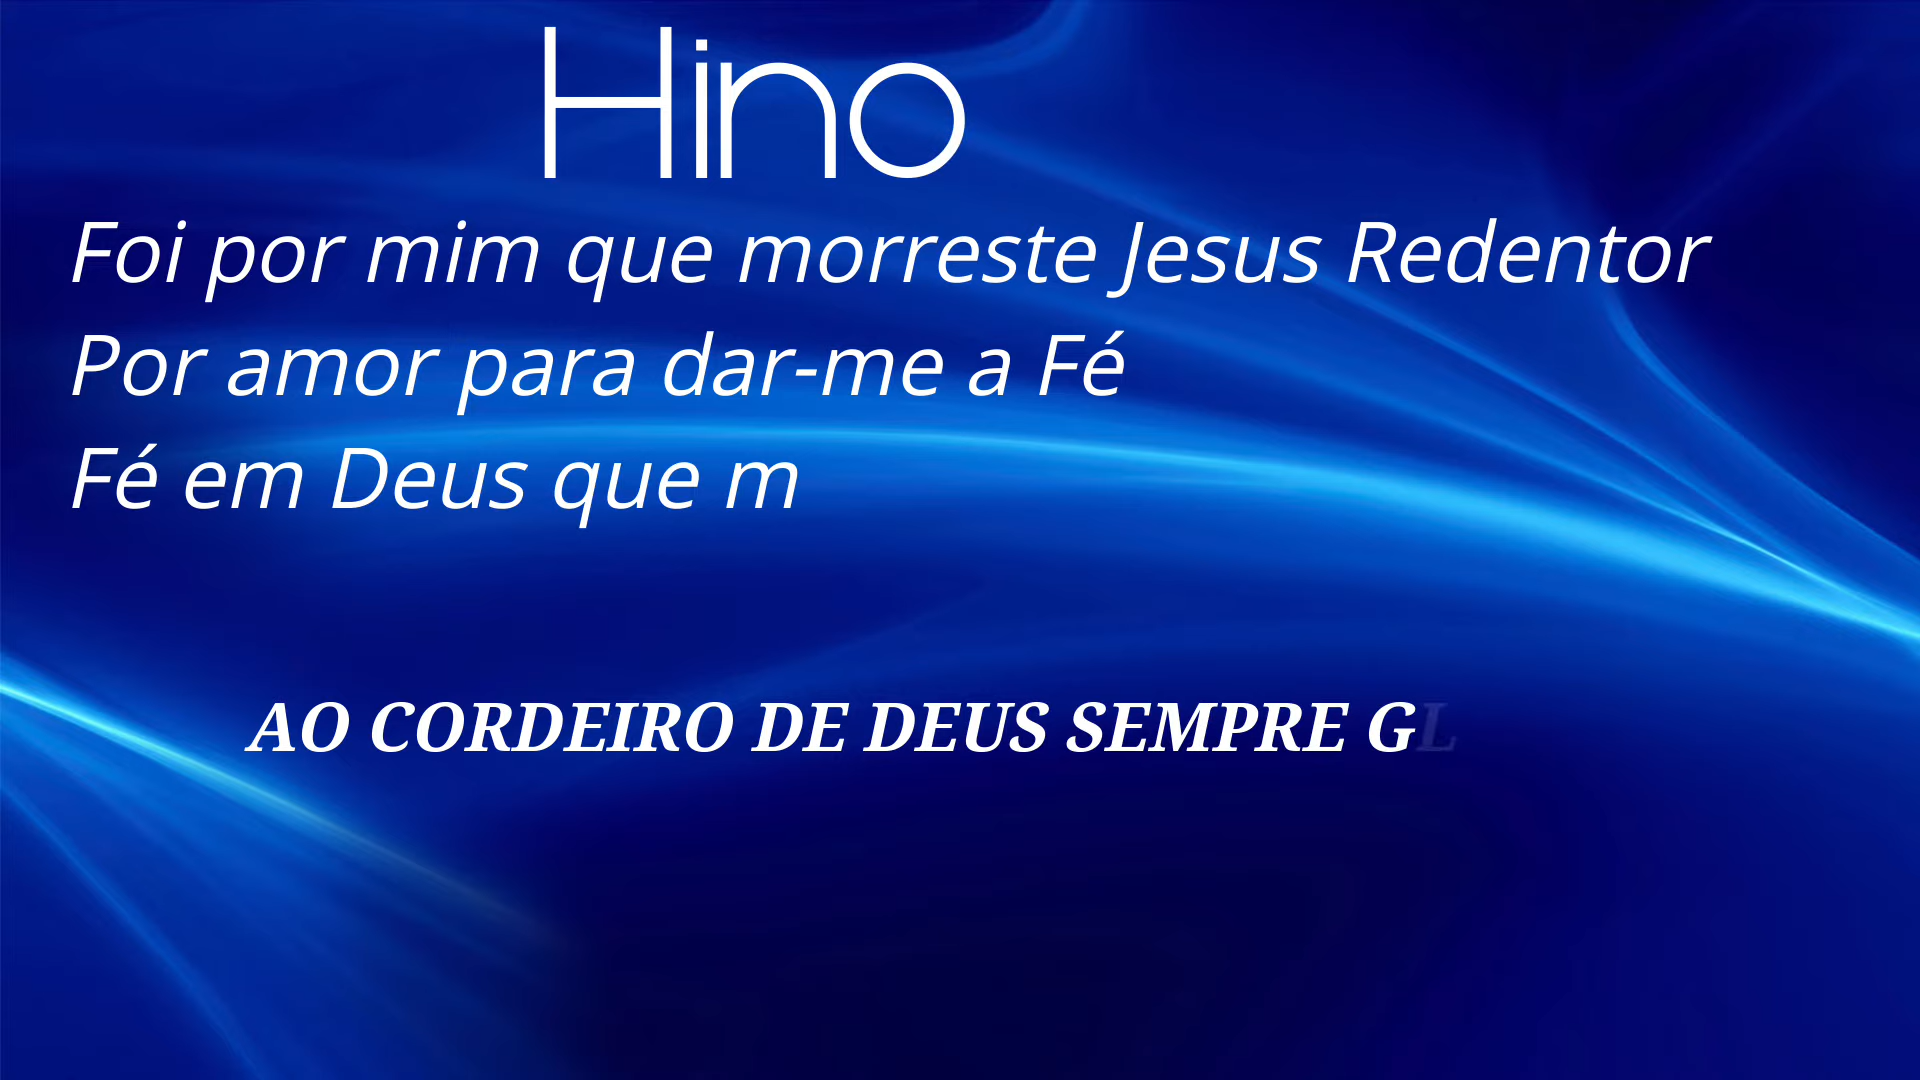 Hino
Foi por mim que morreste Jesus Redentor
Por amor para dar-me a Fé
Fé em Deus que m
AO CORDEIRO DE DEUS SEMPRE GL